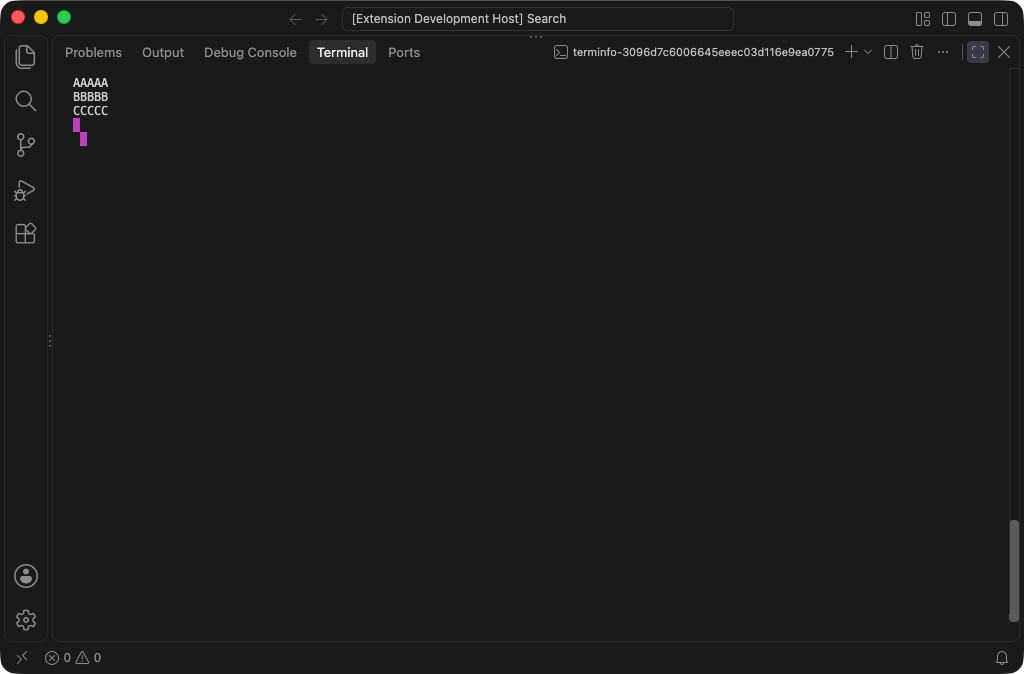 [Extension Development Host] Search
Problems Output Debug Console Terminal Ports terminfo-3096d7c6006645eeec03d116e9ea0775
AAAAA
BBBBB
CCCCC
0 0